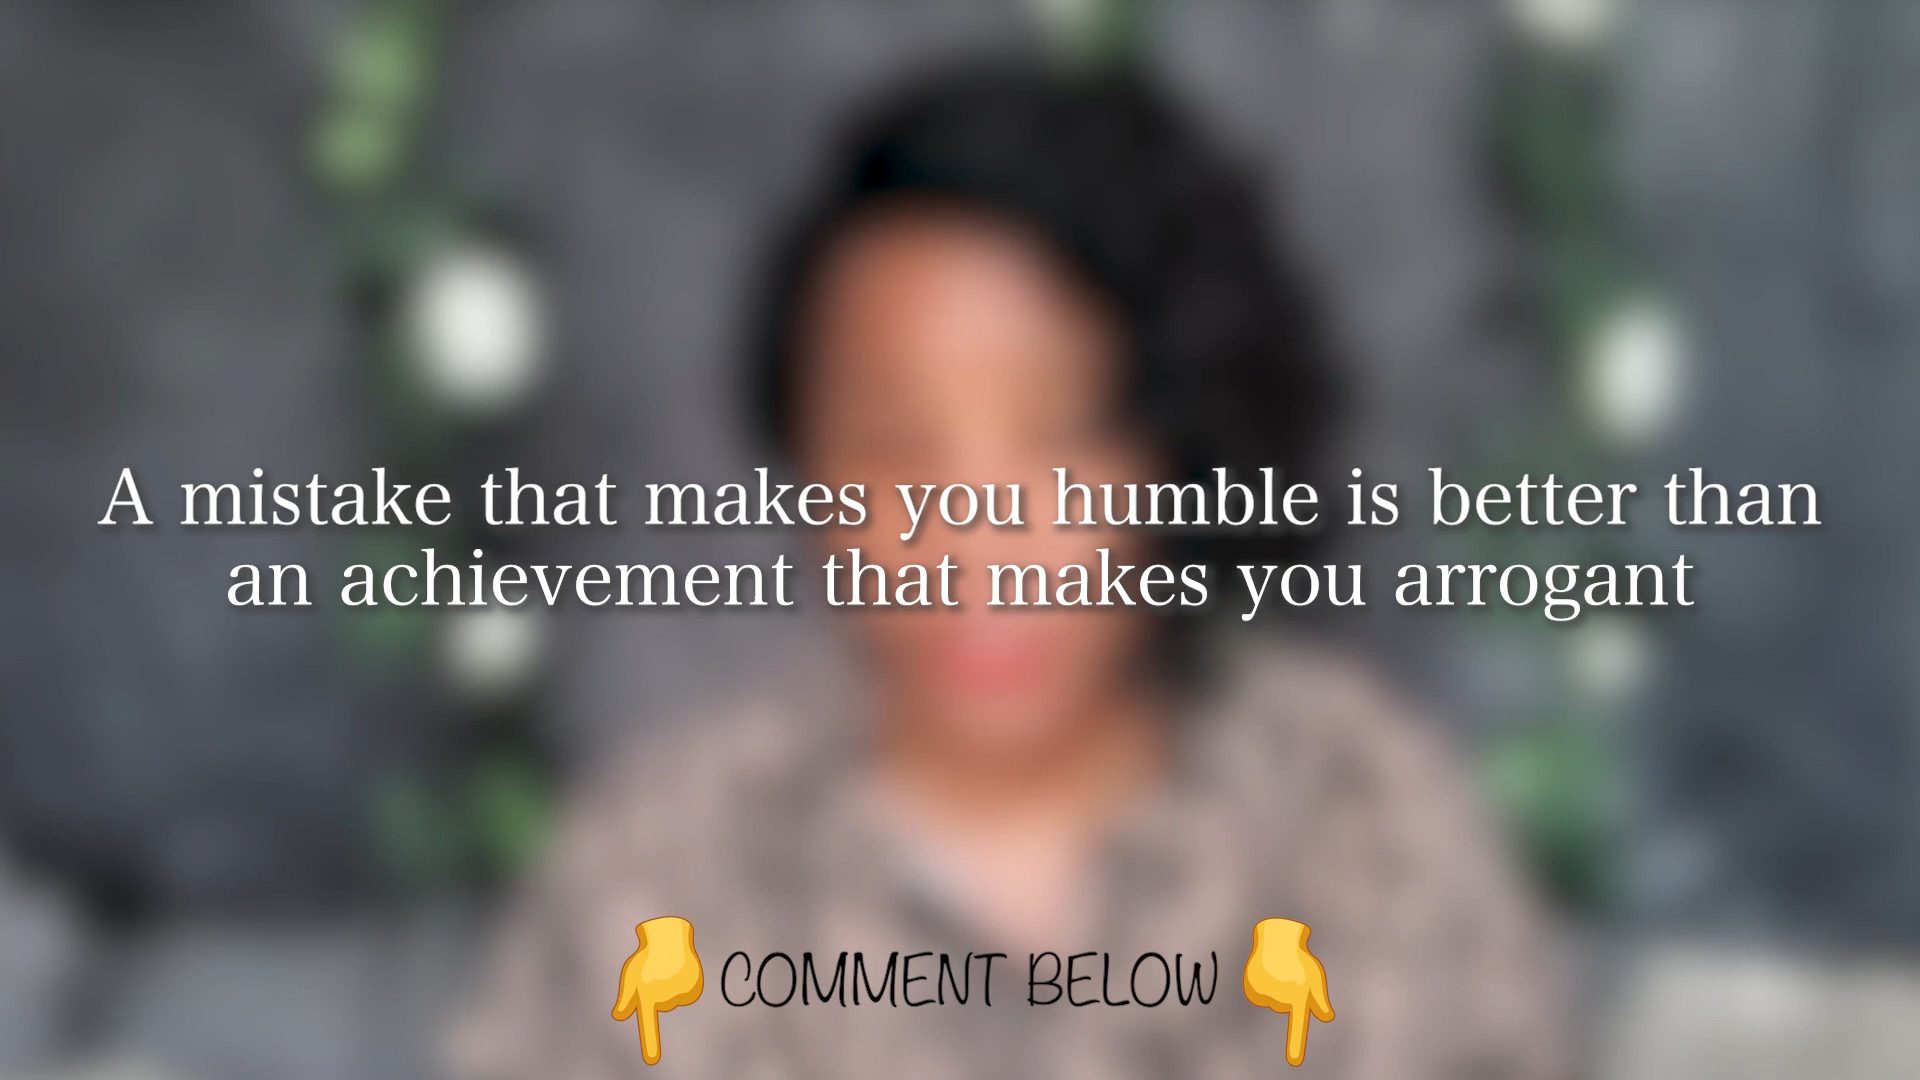 A mistake that makes you humble is better than
an achievement that makes you arrogant
COMMENT BELOW